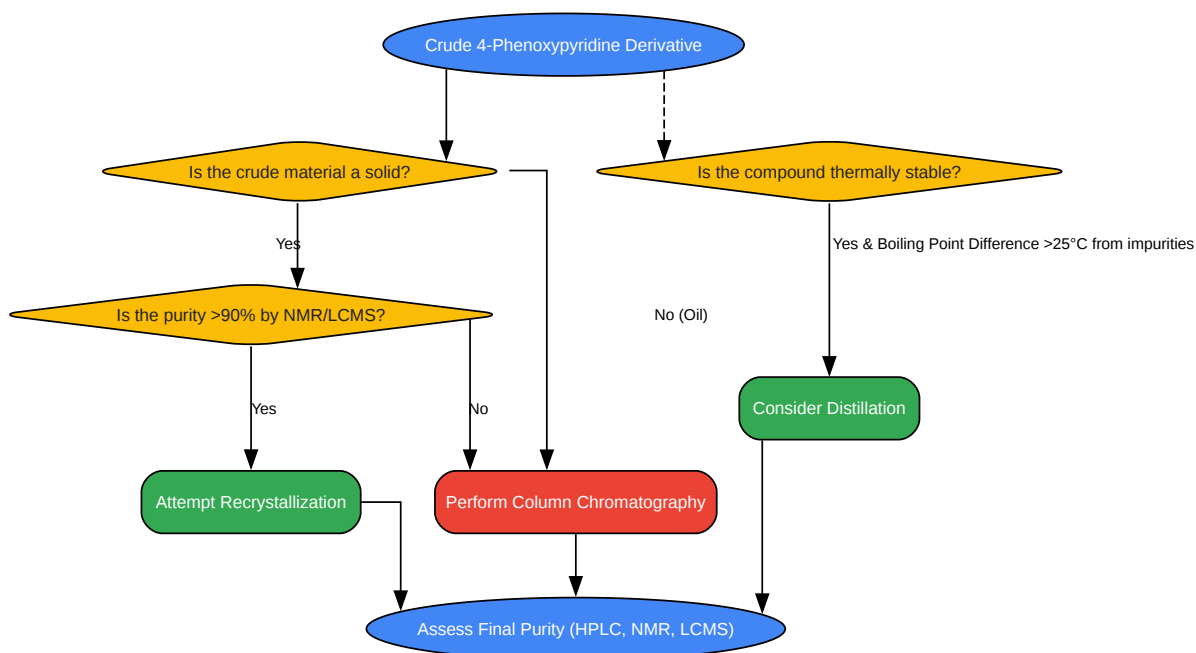 Crude 4-Phenoxypyridine Derivative
Is the crude material a solid?
Is the compound thermally stable?
Yes
Yes & Boiling Point Difference >25°C from impurities
Is the purity >90% by NMR/LCMS?
No (Oil)
Yes
No
Consider Distillation
Attempt Recrystallization
Perform Column Chromatography
Assess Final Purity (HPLC, NMR, LCMS)